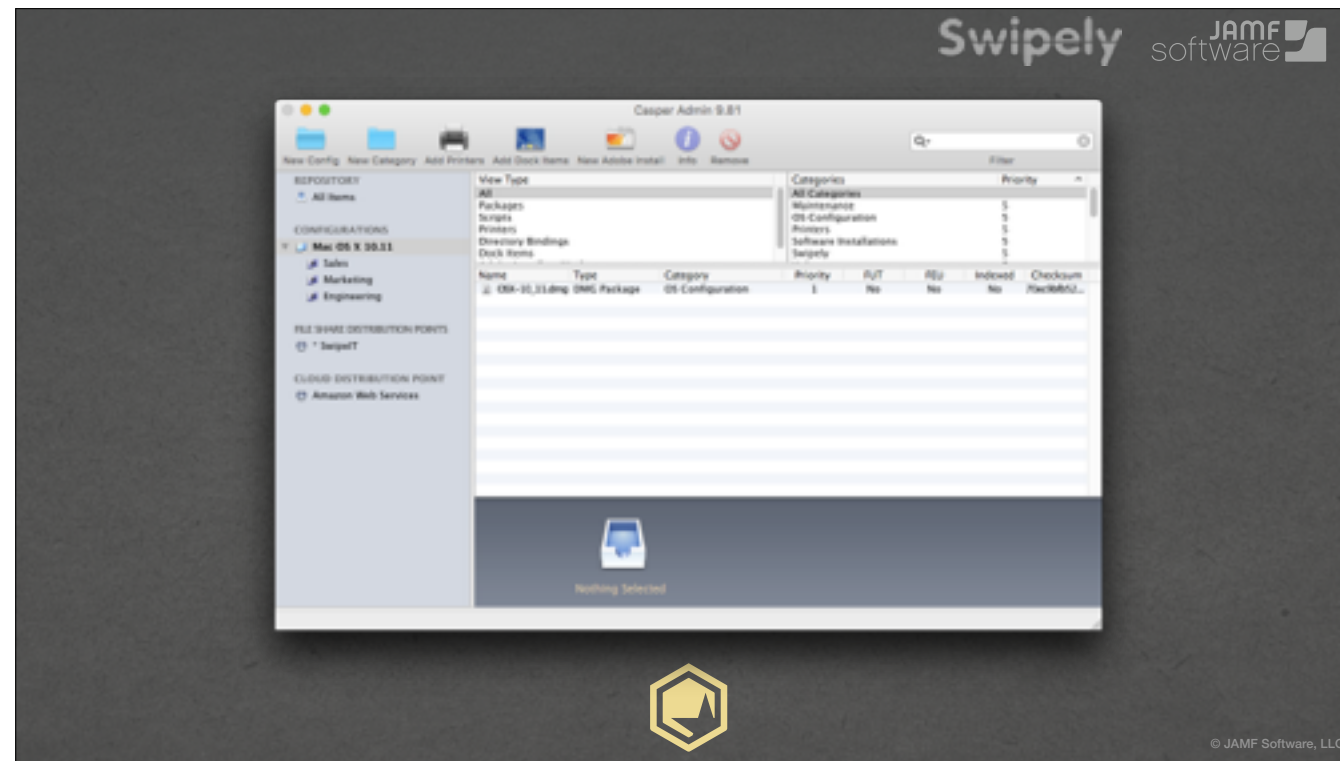 Swipely
JAMF software
Casper Admin 9.81
New Config New Category Add Printers Add Dock Items New Adobe Install Info Remove
Filter
REPOSITORY
All Items
CONFIGURATIONS
Mac OS X 10.11
Sales
Marketing
Engineering
FILE SHARE DISTRIBUTION POINTS
* SwipeIT
CLOUD DISTRIBUTION POINT
Amazon Web Services
View Type
All
Packages
Scripts
Printers
Directory Bindings
Dock Items
Categories Priority
All Categories
Maintenance 5
OS Configuration 5
Printers 5
Software Installations 5
Swipely 5
Name Type Category Priority FUT FEU Indexed Checksum
OSX-10_11.dmg DMG Package OS Configuration 1 No No No
Nothing Selected
© JAMF Software, LLC